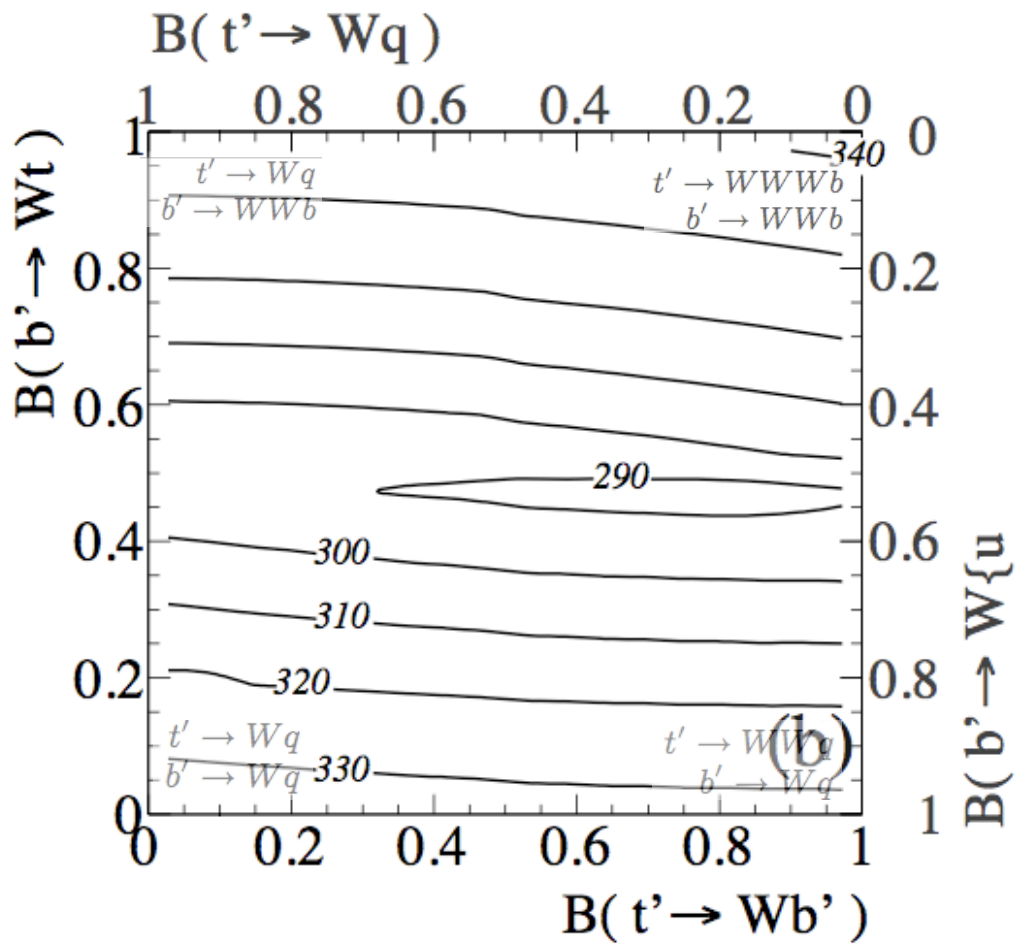 B( t’→ Wq )
1 0.8 0.6 0.4 0.2 0
B( b’→ Wt )
1 0.8 0.6 0.4 0.2 0
0 0.2 0.4 0.6 0.8 1
B( b’→ W{u
t′ → Wq
b′ → WWb
t′ → WWWb
b′ → WWb
340
290
300
310
320
330
t′ → Wq
b′ → Wq
t′ → WWq
b′ → Wq
(b)
0 0.2 0.4 0.6 0.8 1
B( t’→ Wb’ )